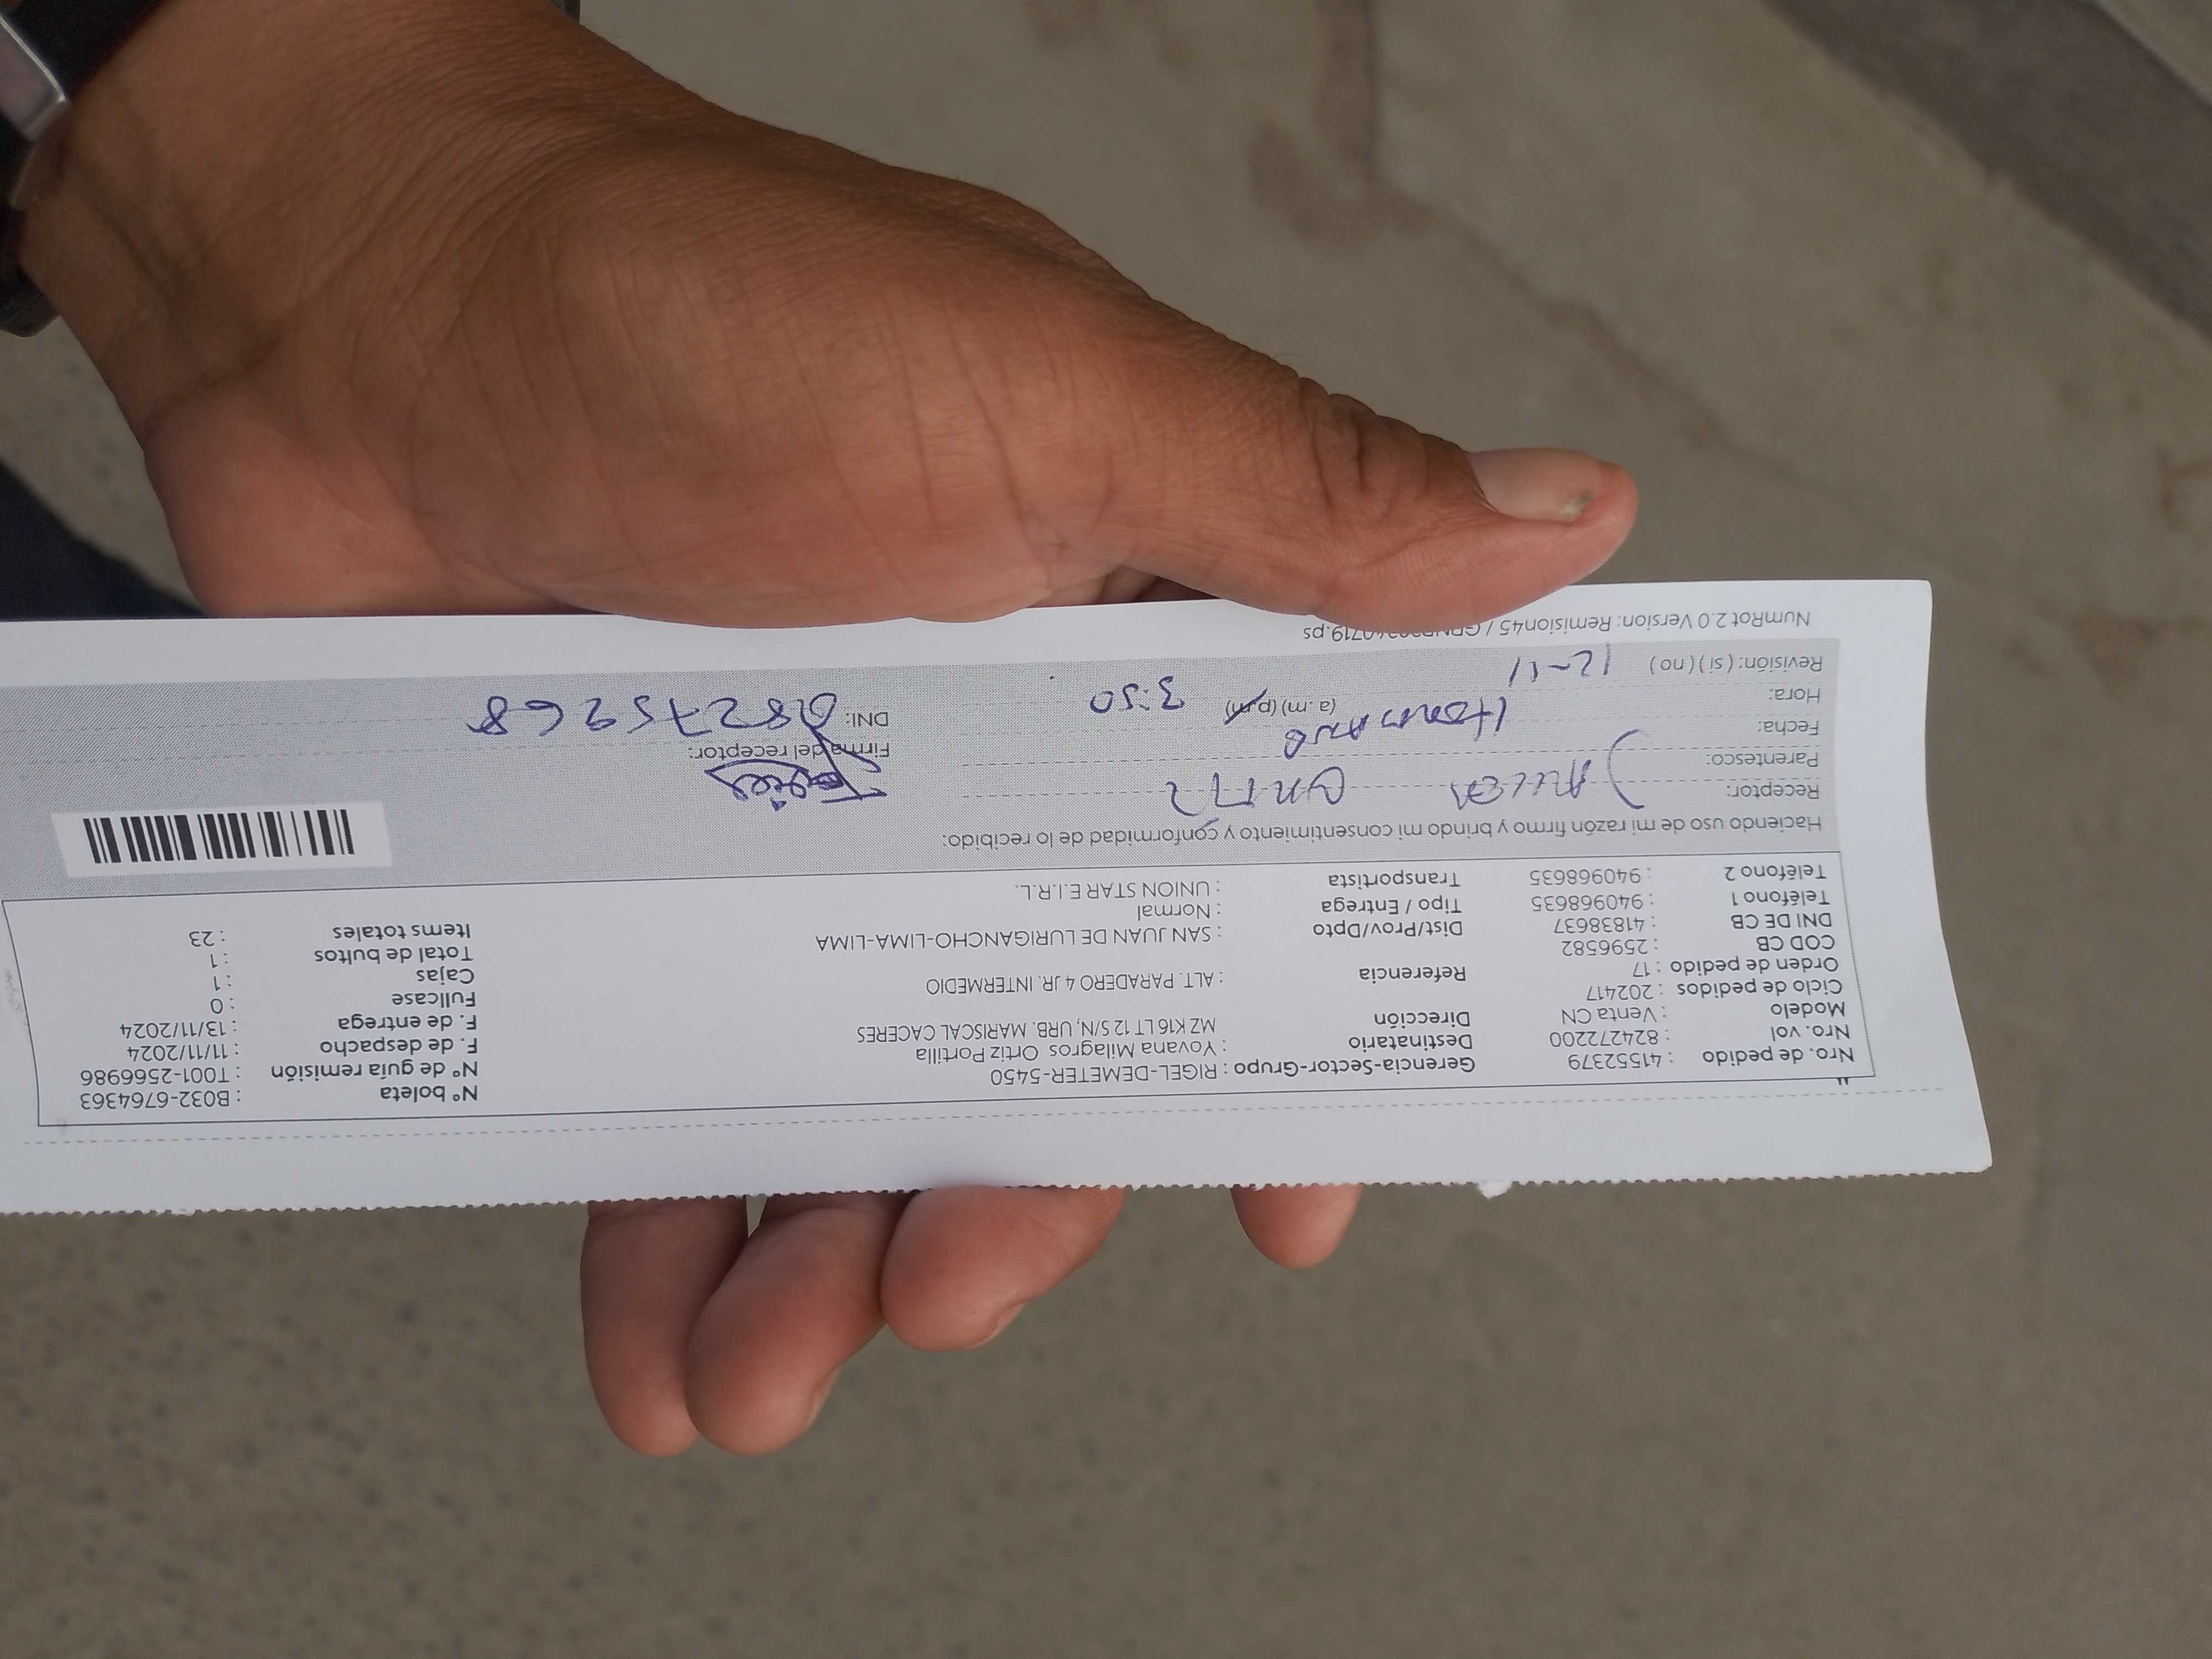 Nro. de pedido : 41552379 Gerencia-Sector-Grupo : RIGEL-DEMETER-5450 N° boleta : B032-6764363
Nro. vol : 824272200 Destinatario : Yovana Milagros Ortiz Portilla N° de guía remisión : T001-2566986
Modelo : Venta CN Dirección MZ K16 LT 12 S/N, URB. MARISCAL CACERES F. de despacho : 11/11/2024
Ciclo de pedidos : 202417 F. de entrega : 13/11/2024
Orden de pedido : 17 Referencia : ALT. PARADERO 4 JR. INTERMEDIO Fullcase : 0
COD CB : 2596582 Cajas : 1
DNI DE CB : 41838637 Dist/Prov/Dpto : SAN JUAN DE LURIGANCHO-LIMA-LIMA Total de bultos : 1
Teléfono 1 : 940968635 Tipo / Entrega : Normal Items totales : 23
Teléfono 2 : 940968635 Transportista : UNION STAR E.I.R.L.
Haciendo uso de mi razón firmo y brindo mi consentimiento y conformidad de lo recibido:
Receptor:
Parentesco: Firma del receptor:
Fecha: DNI:
Hora: (a.m) (p.m) 3:50
Revisión: ( si ) ( no ) 12-11
NumRot 2.0 Version: Remision45 /